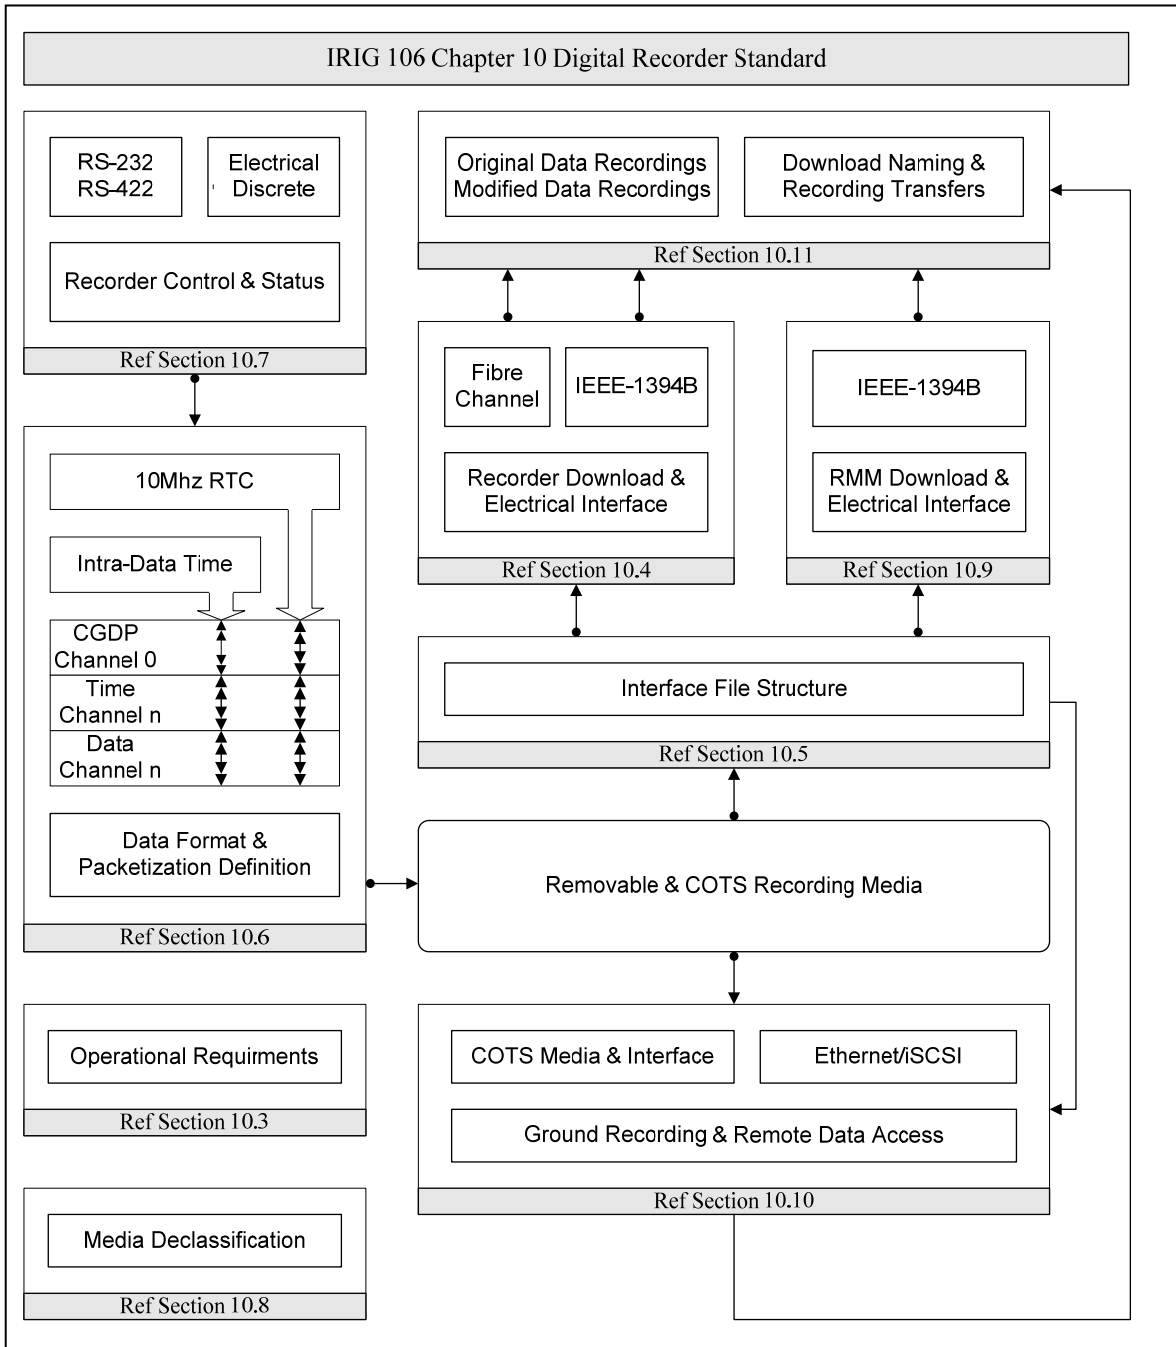 IRIG 106 Chapter 10 Digital Recorder Standard
RS-232
RS-422
Electrical
Discrete
Recorder Control & Status
Ref Section 10.7
10Mhz RTC
Intra-Data Time
CGDP
Channel 0
Time
Channel n
Data
Channel n
Data Format &
Packetization Definition
Ref Section 10.6
Operational Requirments
Ref Section 10.3
Media Declassification
Ref Section 10.8
Original Data Recordings
Modified Data Recordings
Download Naming &
Recording Transfers
Ref Section 10.11
Fibre
Channel
IEEE-1394B
Recorder Download &
Electrical Interface
Ref Section 10.4
IEEE-1394B
RMM Download &
Electrical Interface
Ref Section 10.9
Interface File Structure
Ref Section 10.5
Removable & COTS Recording Media
COTS Media & Interface
Ethernet/iSCSI
Ground Recording & Remote Data Access
Ref Section 10.10